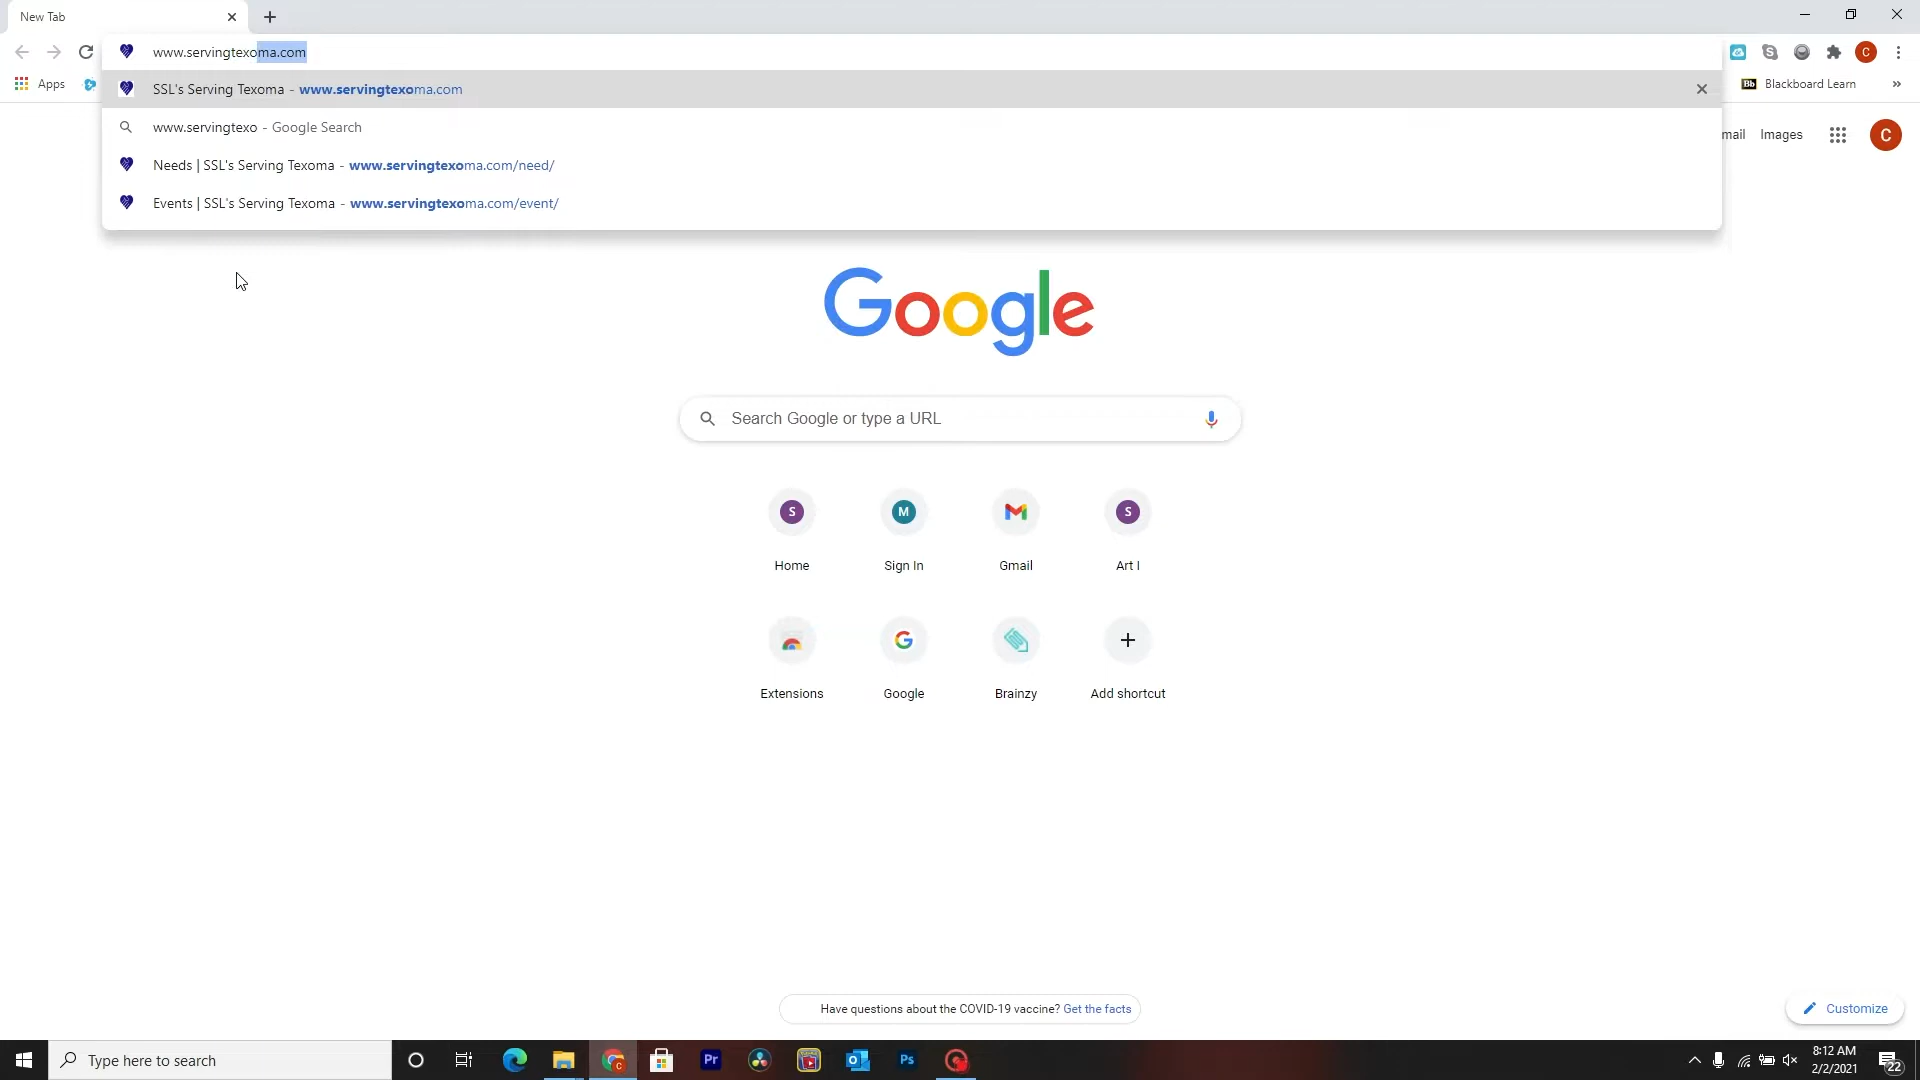 New Tab
www.servingtexoma.com
SSL's Serving Texoma - www.servingtexoma.com
www.servingtexo - Google Search
Needs | SSL's Serving Texoma - www.servingtexoma.com/need/
Events | SSL's Serving Texoma - www.servingtexoma.com/event/
C
Apps
Bb Blackboard Learn
»
mail Images
C
Google
Search Google or type a URL
S M S
Home Sign In Gmail Art I
G
Extensions Google Brainzy Add shortcut
Have questions about the COVID-19 vaccine? Get the facts
Customize
Type here to search
C
Pr
Ps
8:12 AM
2/2/2021
22